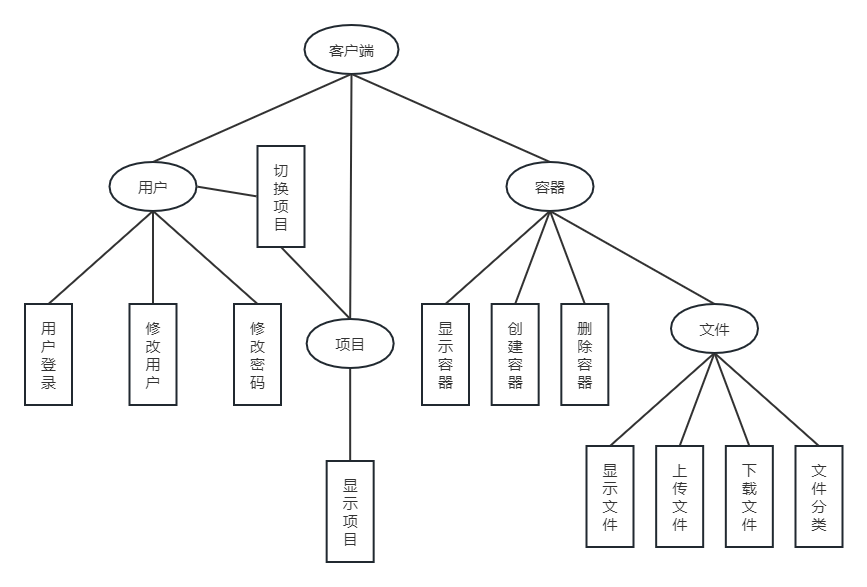 客户端
用户
切换项目
容器
用户登录
修改用户
修改密码
项目
显示容器
创建容器
删除容器
文件
显示项目
显示文件
上传文件
下载文件
文件分类